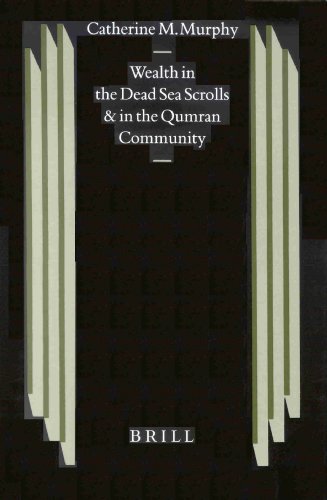 Catherine M. Murphy
Wealth in
the Dead Sea Scrolls
& in the Qumran
Community
BRILL